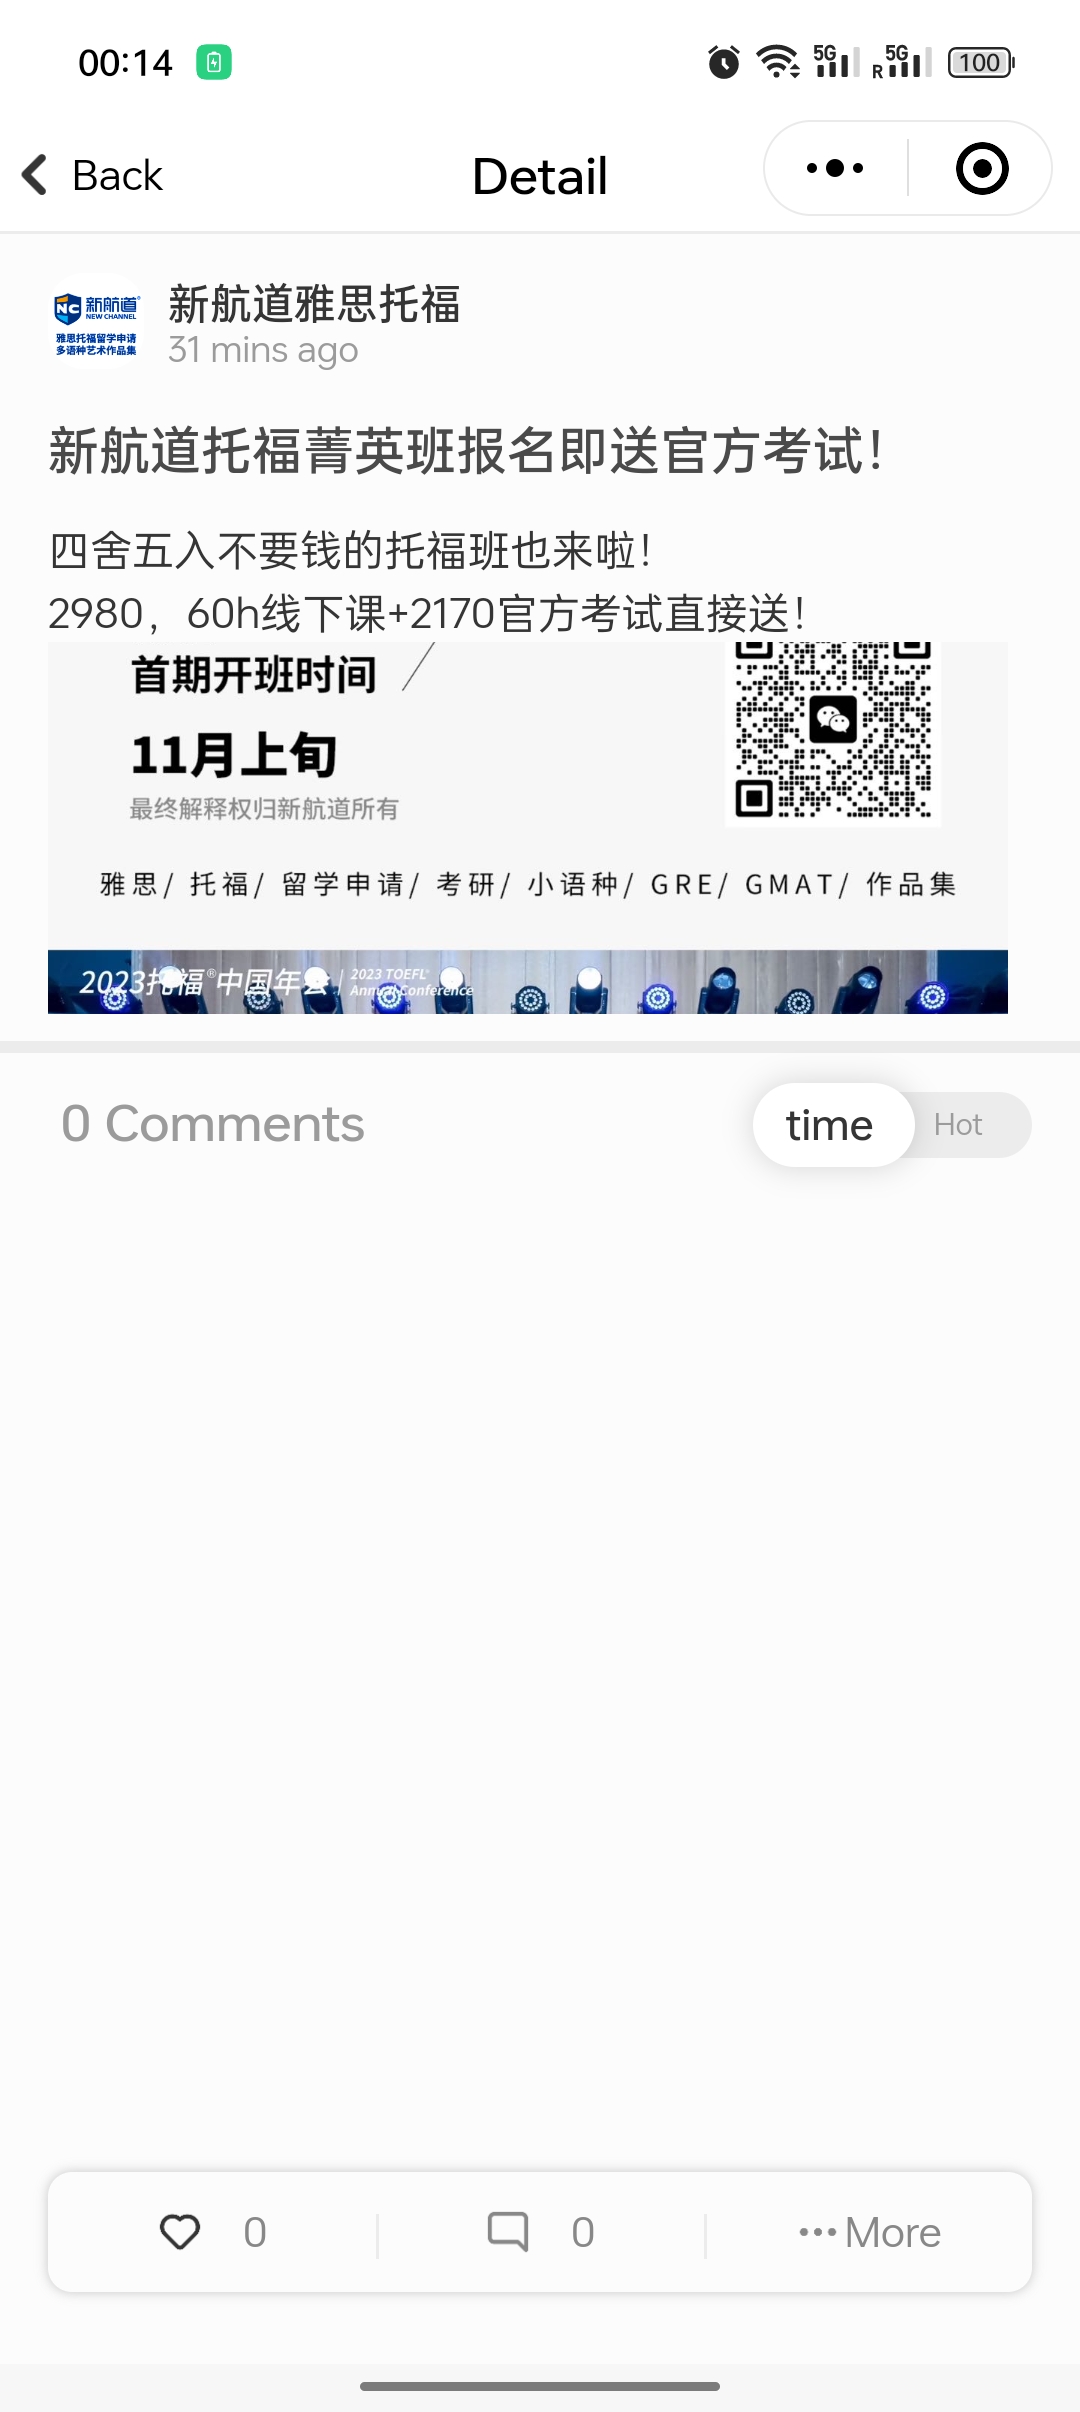 00:14
5G
R 5G
100
Back
Detail
NC 新航道
NEW CHANNEL
雅思托福留学申请
多语种艺术作品集
新航道雅思托福
31 mins ago
新航道托福菁英班报名即送官方考试!
四舍五入不要钱的托福班也来啦!
2980，60h线下课+2170官方考试直接送!
首期开班时间
11月上旬
最终解释权归新航道所有
雅思/ 托福/ 留学申请/ 考研/ 小语种/ GRE/ GMAT/ 作品集
2023托福®中国年会
2023 TOEFL®
Annual Conference
0 Comments
time
Hot
0
0
More